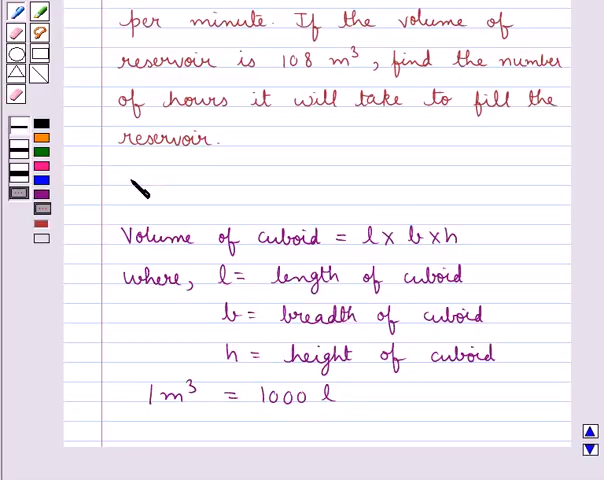 per minute. If the volume of
reservoir is 108 m³, find the number
of hours it will take to fill the
reservoir.
Volume of cuboid = l x b x h
where, l = length of cuboid
b = breadth of cuboid
h = height of cuboid
1 m³ = 1000 l